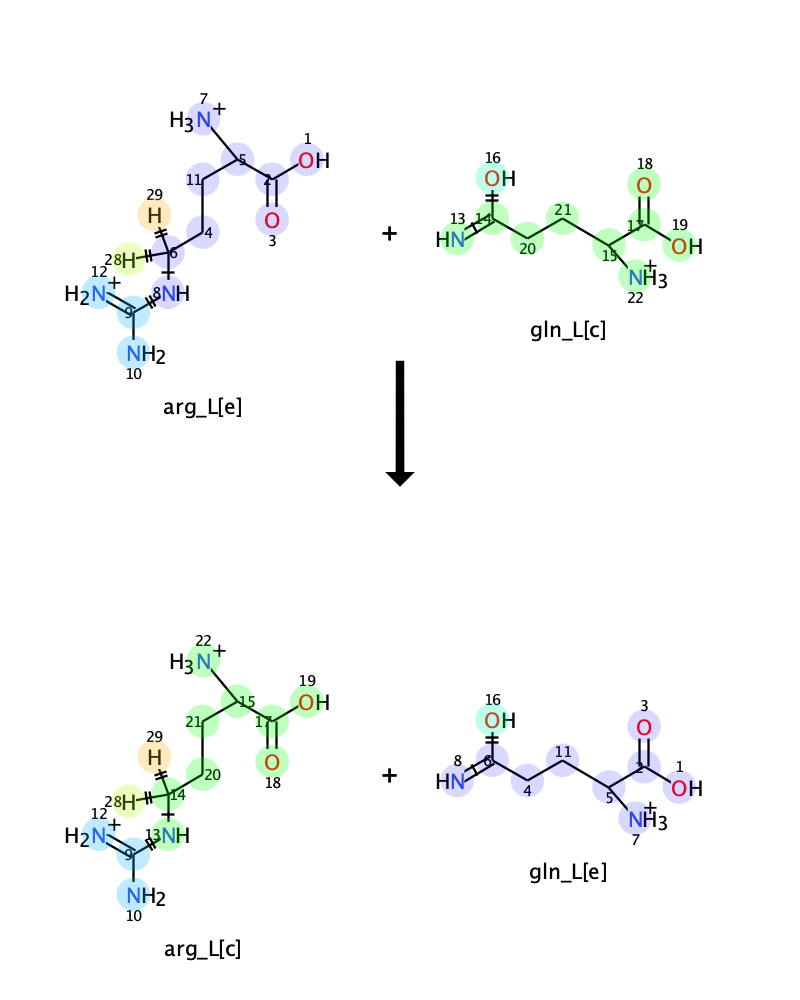 7
H3N+
1
5
OH
11
2
29
H
O
3
4
28H
6
12
H2N+
8
NH
9
NH2
10
arg_L[e]
+
16
OH
18
O
13
HN
14
21
17
19
OH
20
15
NH3+
22
gln_L[c]
22
H3N+
19
15
OH
21
17
29
H
O
18
20
28H
14
12
H2N+
13
NH
9
NH2
10
arg_L[c]
+
16
OH
3
O
8
HN
6
11
2
1
OH
4
5
NH3+
7
gln_L[e]